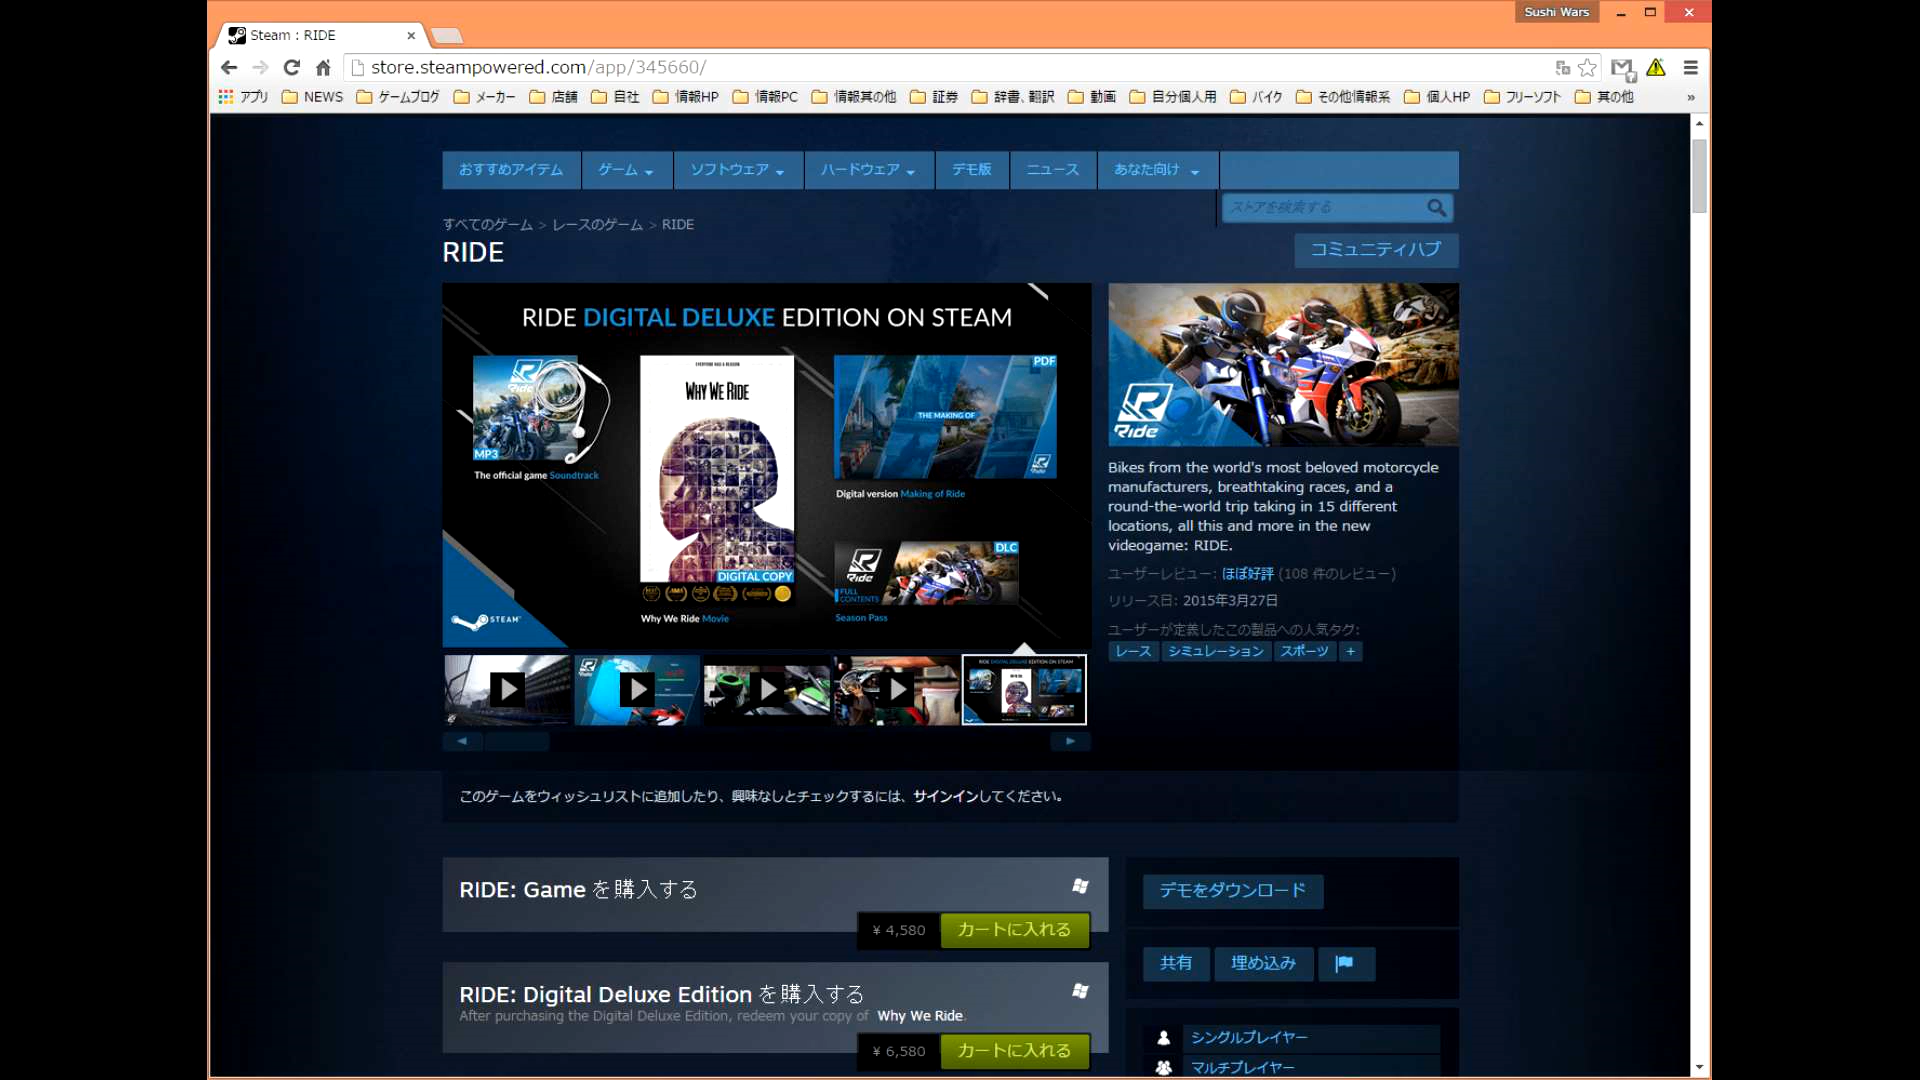 Sushi Wars
Steam : RIDE
store.steampowered.com/app/345660/
アプリ NEWS ゲームブログ メーカー 店舗 自社 情報HP 情報PC 情報其の他 証券 辞書、翻訳 動画 自分個人用 バイク その他情報系 個人HP フリーソフト 其の他 »
おすすめアイテム ゲーム ソフトウェア ハードウェア デモ版 ニュース あなた向け
ストアを検索する
すべてのゲーム > レースのゲーム > RIDE
RIDE
コミュニティハブ
RIDE DIGITAL DELUXE EDITION ON STEAM
Ride
MP3
The official game Soundtrack
EVERYONE HAS A REASON
WHY WE RIDE
DIGITAL COPY
Why We Ride Movie
PDF
THE MAKING OF
Ride
Digital version Making of Ride
DLC
Ride
FULL
CONTENTS
Season Pass
STEAM
Ride
Bikes from the world's most beloved motorcycle
manufacturers, breathtaking races, and a
round-the-world trip taking in 15 different
locations, all this and more in the new
videogame: RIDE.
ユーザーレビュー: ほぼ好評 (108 件のレビュー)
リリース日: 2015年3月27日
ユーザーが定義したこの製品への人気タグ:
レース シミュレーション スポーツ +
このゲームをウィッシュリストに追加したり、興味なしとチェックするには、サインインしてください。
RIDE: Game を購入する
¥ 4,580 カートに入れる
RIDE: Digital Deluxe Edition を購入する
After purchasing the Digital Deluxe Edition, redeem your copy of Why We Ride.
¥ 6,580 カートに入れる
デモをダウンロード
共有 埋め込み
シングルプレイヤー
マルチプレイヤー